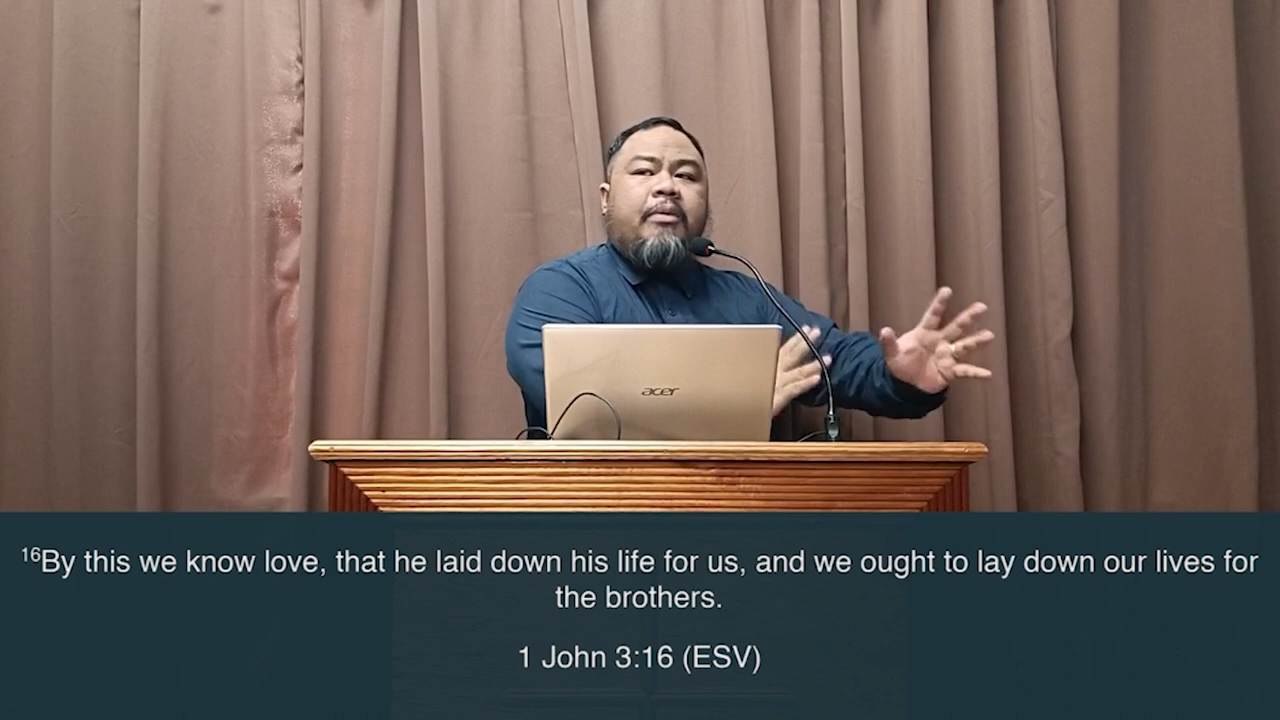 acer
¹⁶By this we know love, that he laid down his life for us, and we ought to lay down our lives for
the brothers.
1 John 3:16 (ESV)